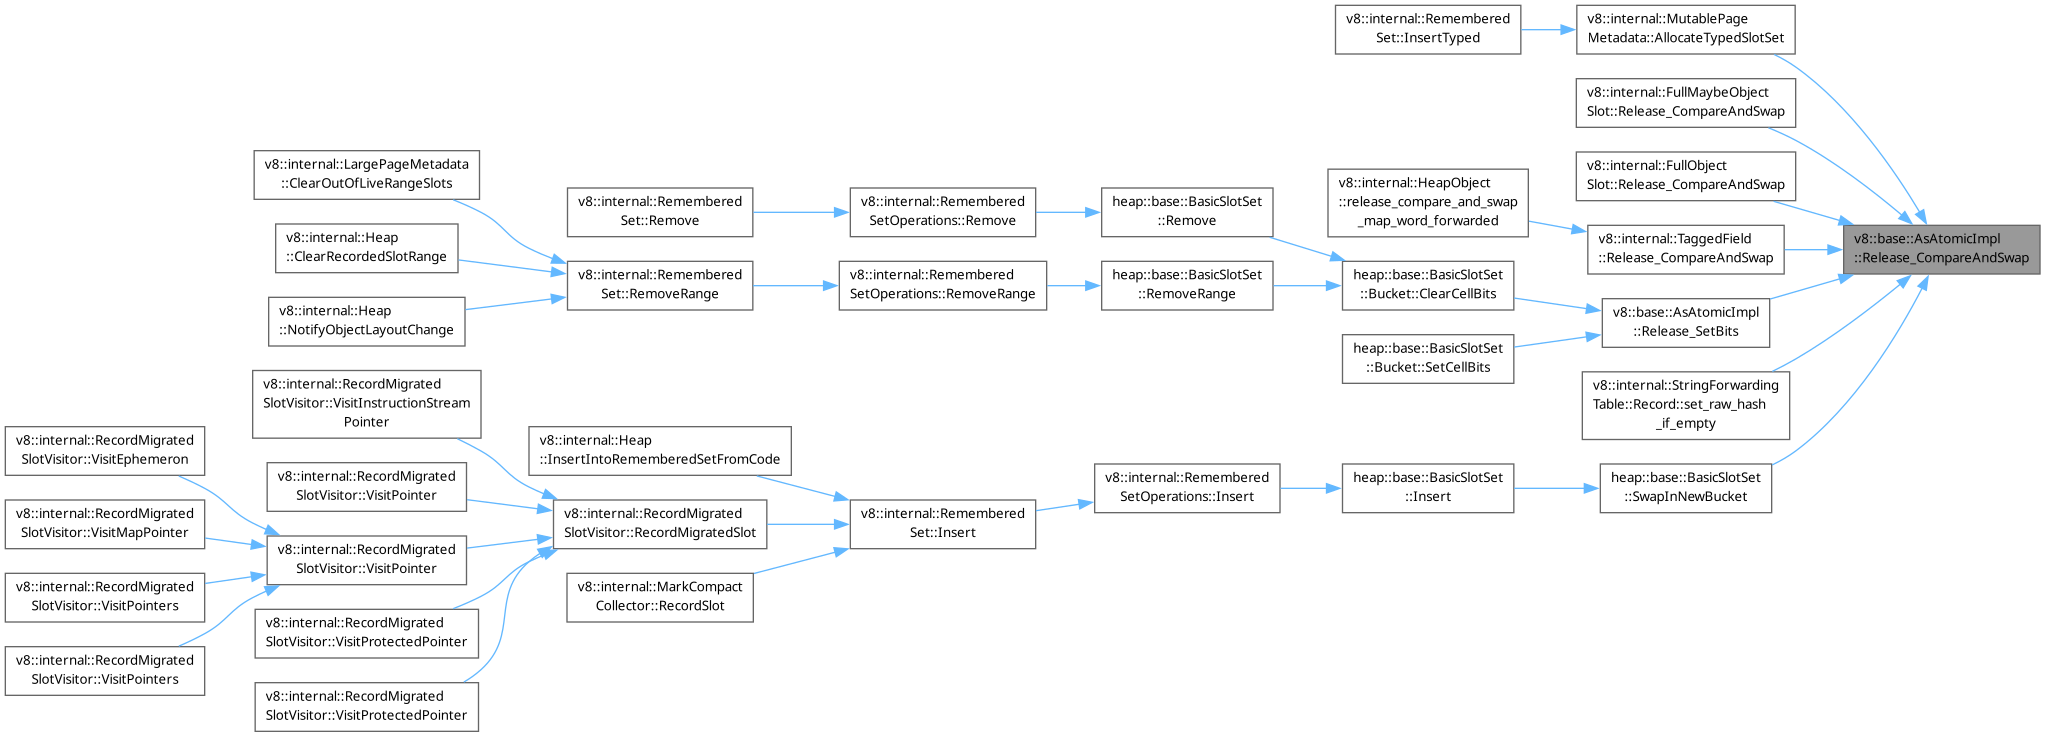 v8::internal::Remembered
Set::InsertTyped
v8::internal::MutablePage
Metadata::AllocateTypedSlotSet
v8::internal::FullMaybeObject
Slot::Release_CompareAndSwap
v8::internal::FullObject
Slot::Release_CompareAndSwap
v8::internal::LargePageMetadata
::ClearOutOfLiveRangeSlots
v8::internal::Remembered
Set::Remove
v8::internal::Remembered
SetOperations::Remove
heap::base::BasicSlotSet
::Remove
v8::internal::HeapObject
::release_compare_and_swap
_map_word_forwarded
v8::internal::TaggedField
::Release_CompareAndSwap
v8::base::AsAtomicImpl
::Release_CompareAndSwap
v8::internal::Heap
::ClearRecordedSlotRange
v8::internal::Remembered
Set::RemoveRange
v8::internal::Remembered
SetOperations::RemoveRange
heap::base::BasicSlotSet
::RemoveRange
heap::base::BasicSlotSet
::Bucket::ClearCellBits
v8::internal::Heap
::NotifyObjectLayoutChange
v8::base::AsAtomicImpl
::Release_SetBits
heap::base::BasicSlotSet
::Bucket::SetCellBits
v8::internal::RecordMigrated
SlotVisitor::VisitInstructionStream
Pointer
v8::internal::StringForwarding
Table::Record::set_raw_hash
_if_empty
v8::internal::RecordMigrated
SlotVisitor::VisitEphemeron
v8::internal::Heap
::InsertIntoRememberedSetFromCode
v8::internal::RecordMigrated
SlotVisitor::VisitPointer
v8::internal::Remembered
SetOperations::Insert
heap::base::BasicSlotSet
::Insert
heap::base::BasicSlotSet
::SwapInNewBucket
v8::internal::RecordMigrated
SlotVisitor::VisitMapPointer
v8::internal::RecordMigrated
SlotVisitor::RecordMigratedSlot
v8::internal::Remembered
Set::Insert
v8::internal::RecordMigrated
SlotVisitor::VisitPointer
v8::internal::RecordMigrated
SlotVisitor::VisitPointers
v8::internal::MarkCompact
Collector::RecordSlot
v8::internal::RecordMigrated
SlotVisitor::VisitProtectedPointer
v8::internal::RecordMigrated
SlotVisitor::VisitPointers
v8::internal::RecordMigrated
SlotVisitor::VisitProtectedPointer